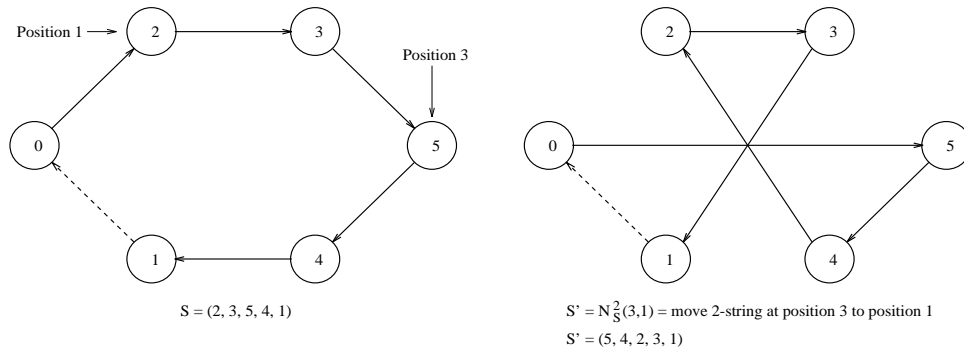 Position 1
2
3
Position 3
0
5
1
4
S = (2, 3, 5, 4, 1)
2
3
0
5
1
4
S' = N²_S(3,1) = move 2-string at position 3 to position 1
S' = (5, 4, 2, 3, 1)